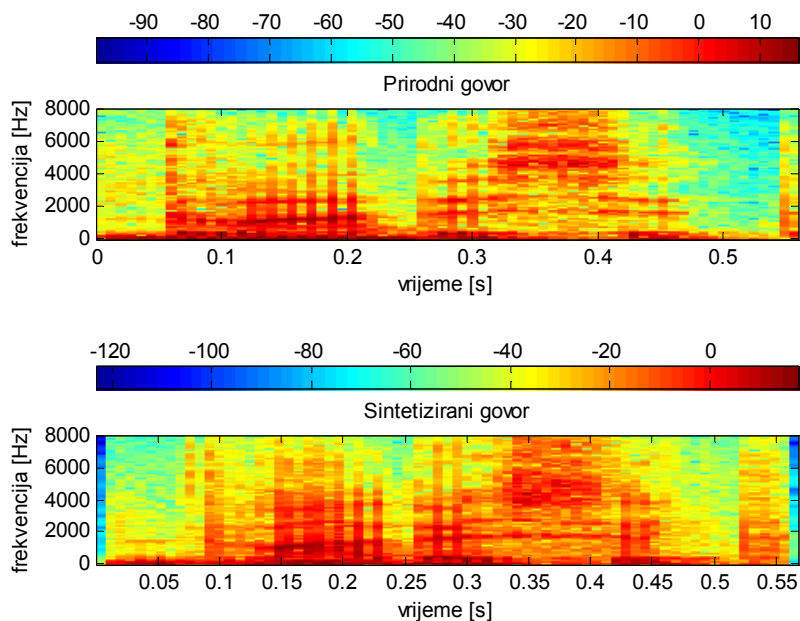 -90 -80 -70 -60 -50 -40 -30 -20 -10 0 10
Prirodni govor
8000
6000
4000
2000
0
frekvencija [Hz]
0 0.1 0.2 0.3 0.4 0.5
vrijeme [s]
-120 -100 -80 -60 -40 -20 0
Sintetizirani govor
8000
6000
4000
2000
0
frekvencija [Hz]
0.05 0.1 0.15 0.2 0.25 0.3 0.35 0.4 0.45 0.5 0.55
vrijeme [s]